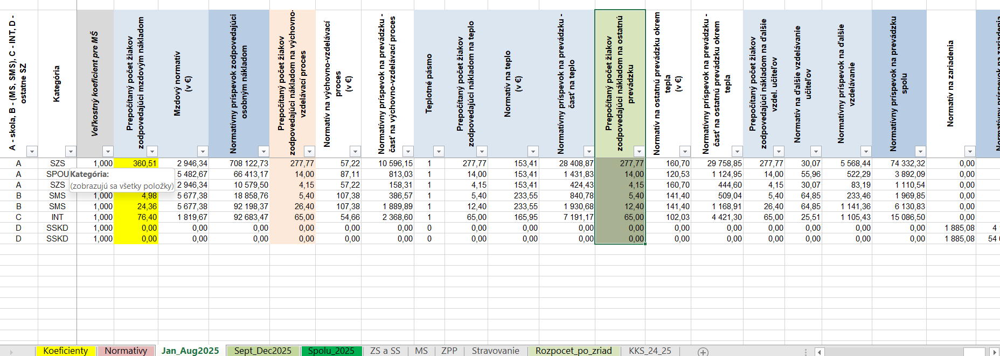 A - skola, B - (MS, SMS), C - INT, D -
ostatne SZ
Kategória
Veľkostný koeficient pre MŠ
Prepočítaný počet žiakov
zodpovedajúci mzdovým nákladom
Mzdový normatív
(v €)
Normatívny príspevok zodpovedajúci
osobným nákladom
Prepočítaný počet žiakov
zodpovedajúci nákladom na výchovno-
vzdelávací proces
Normatív na výchovno-vzdelávací
proces
(v €)
Normatívny príspevok na prevádzku -
časť na výchovno-vzdelávací proces
Teplotné pásmo
Prepočítaný počet žiakov
zodpovedajúci nákladom na teplo
Normatív na teplo
(v €)
Normatívny príspevok na prevádzku -
časť na teplo
Prepočítaný počet žiakov
zodpovedajúci nákladom na ostatnú
prevádzku
Normatív na ostatnú prevádzku okrem
tepla
(v €)
Normatívny príspevok na prevádzku -
časť na ostatnú prevádzku okrem
tepla
Prepočítaný počet žiakov
zodpovedajúci nákladom na ďalšie
vzdel. učiteľov
Normatív na ďalšie vzdelávanie
učiteľov
Normatívny príspevok na ďalšie
vzdelávanie
Normatívny príspevok na prevádzku
spolu
Normatív na zariadenia
A SZS 1,000 360,51 2 946,34 708 122,73 277,77 57,22 10 596,15 1 277,77 153,41 28 408,87 277,77 160,70 29 758,85 277,77 30,07 5 568,44 74 332,32 0,00
A SPOU 5 482,67 66 413,17 14,00 87,11 813,03 1 14,00 153,41 1 431,83 14,00 120,53 1 124,95 14,00 55,96 522,29 3 892,09 0,00
A SZS 2 946,34 10 579,50 4,15 57,22 158,31 1 4,15 153,41 424,43 4,15 160,70 444,60 4,15 30,07 83,19 1 110,54 0,00
Kategória:
(zobrazujú sa všetky položky)
B SMS 1,000 4,98 5 677,38 18 858,76 5,40 107,38 386,57 1 5,40 233,55 840,78 5,40 141,40 509,04 5,40 64,85 233,46 1 969,85 0,00
B SMS 1,000 24,36 5 677,38 92 198,37 26,40 107,38 1 889,89 1 12,40 233,55 1 930,68 12,40 141,40 1 168,91 26,40 64,85 1 141,36 6 130,83 0,00
C INT 1,000 76,40 1 819,67 92 683,47 65,00 54,66 2 368,60 1 65,00 165,95 7 191,17 65,00 102,03 4 421,30 65,00 25,51 1 105,43 15 086,50 0,00
D SSKD 1,000 0,00 0,00 0,00 0,00 0,00 0,00 0 0,00 0,00 0,00 0,00 0,00 0,00 0,00 0,00 0,00 0,00 1 885,08 4
D SSKD 1,000 0,00 0,00 0,00 0,00 0,00 0,00 0 0,00 0,00 0,00 0,00 0,00 0,00 0,00 0,00 0,00 0,00 1 885,08 54
Koeficienty Normativy Jan_Aug2025 Sept_Dec2025 Spolu_2025 ZS a SS MS ZPP Stravovanie Rozpocet_po_zriad KKS_24_25